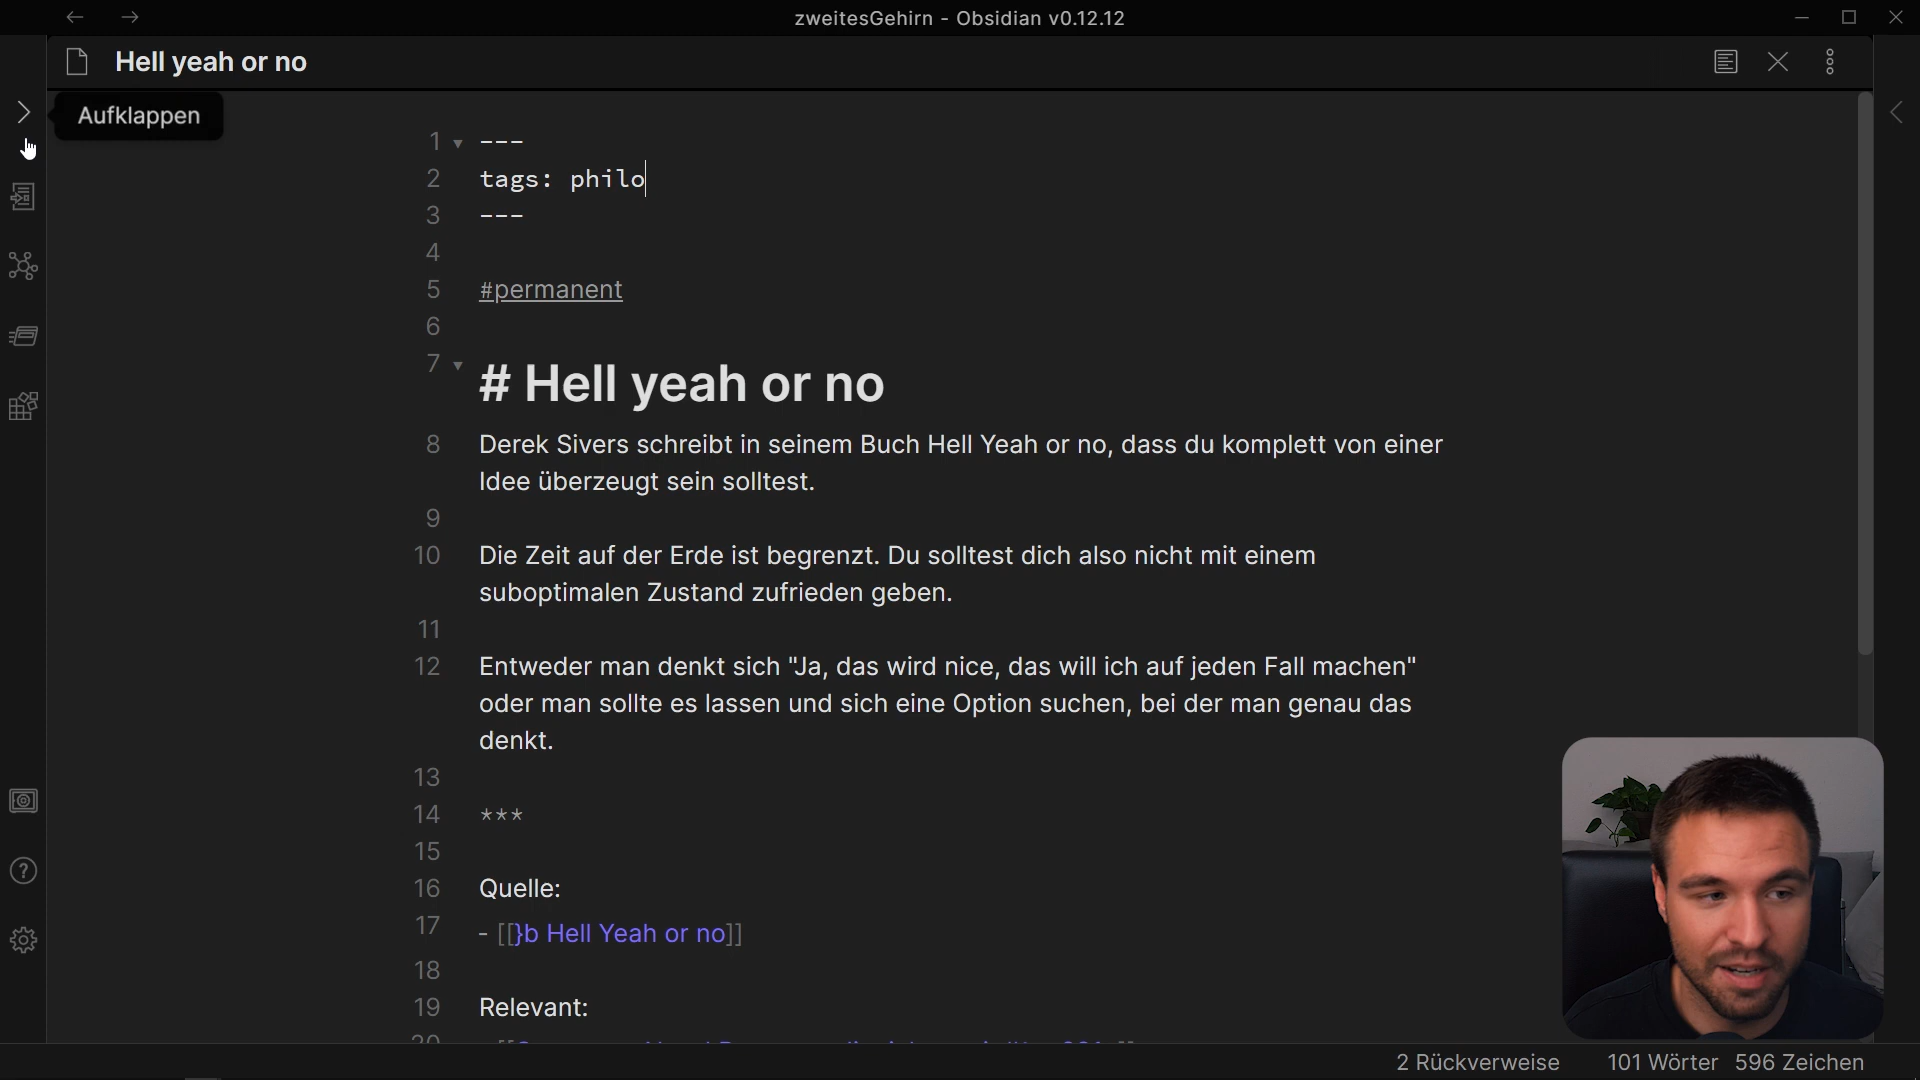 zweitesGehirn - Obsidian v0.12.12
Hell yeah or no
Aufklappen
1 ---
2 tags: philo
3 ---
4
5 #permanent
6
7 # Hell yeah or no
8 Derek Sivers schreibt in seinem Buch Hell Yeah or no, dass du komplett von einer
Idee überzeugt sein solltest.
9
10 Die Zeit auf der Erde ist begrenzt. Du solltest dich also nicht mit einem
suboptimalen Zustand zufrieden geben.
11
12 Entweder man denkt sich "Ja, das wird nice, das will ich auf jeden Fall machen"
oder man sollte es lassen und sich eine Option suchen, bei der man genau das
denkt.
13
14 ***
15
16 Quelle:
17 - [[}b Hell Yeah or no]]
18
19 Relevant:
20
2 Rückverweise 101 Wörter 596 Zeichen